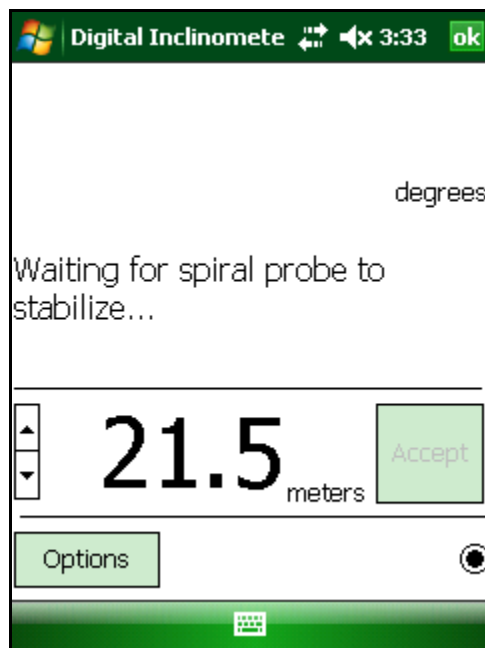 Digital Inclinomete 3:33 ok
degrees
Waiting for spiral probe to
stabilize...
21.5 meters Accept
Options